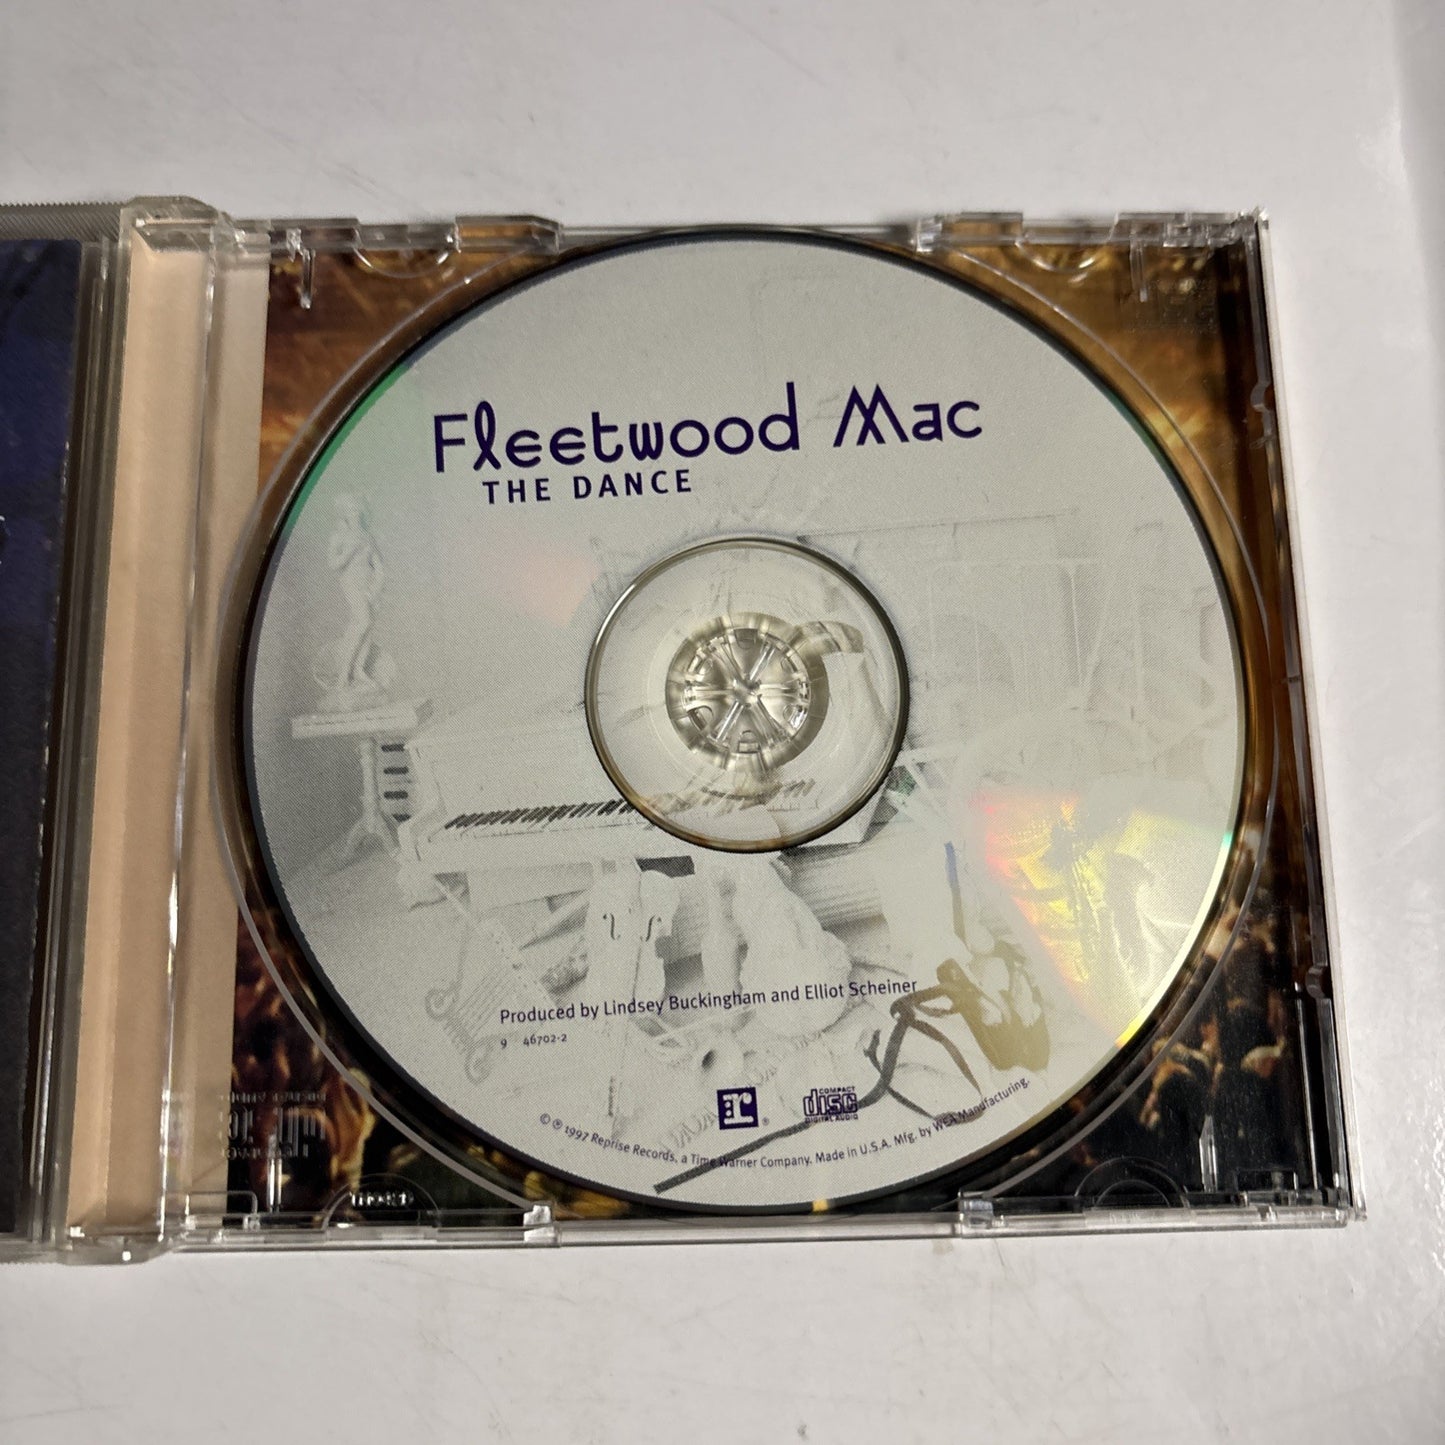 Fleetwood Mac
THE DANCE
Produced by Lindsey Buckingham and Elliot Scheiner
9 46702-2
r ®
COMPACT
disc
DIGITAL AUDIO
© ℗ 1997 Reprise Records, a Time Warner Company. Made in U.S.A. Mfg. by WEA Manufacturing.